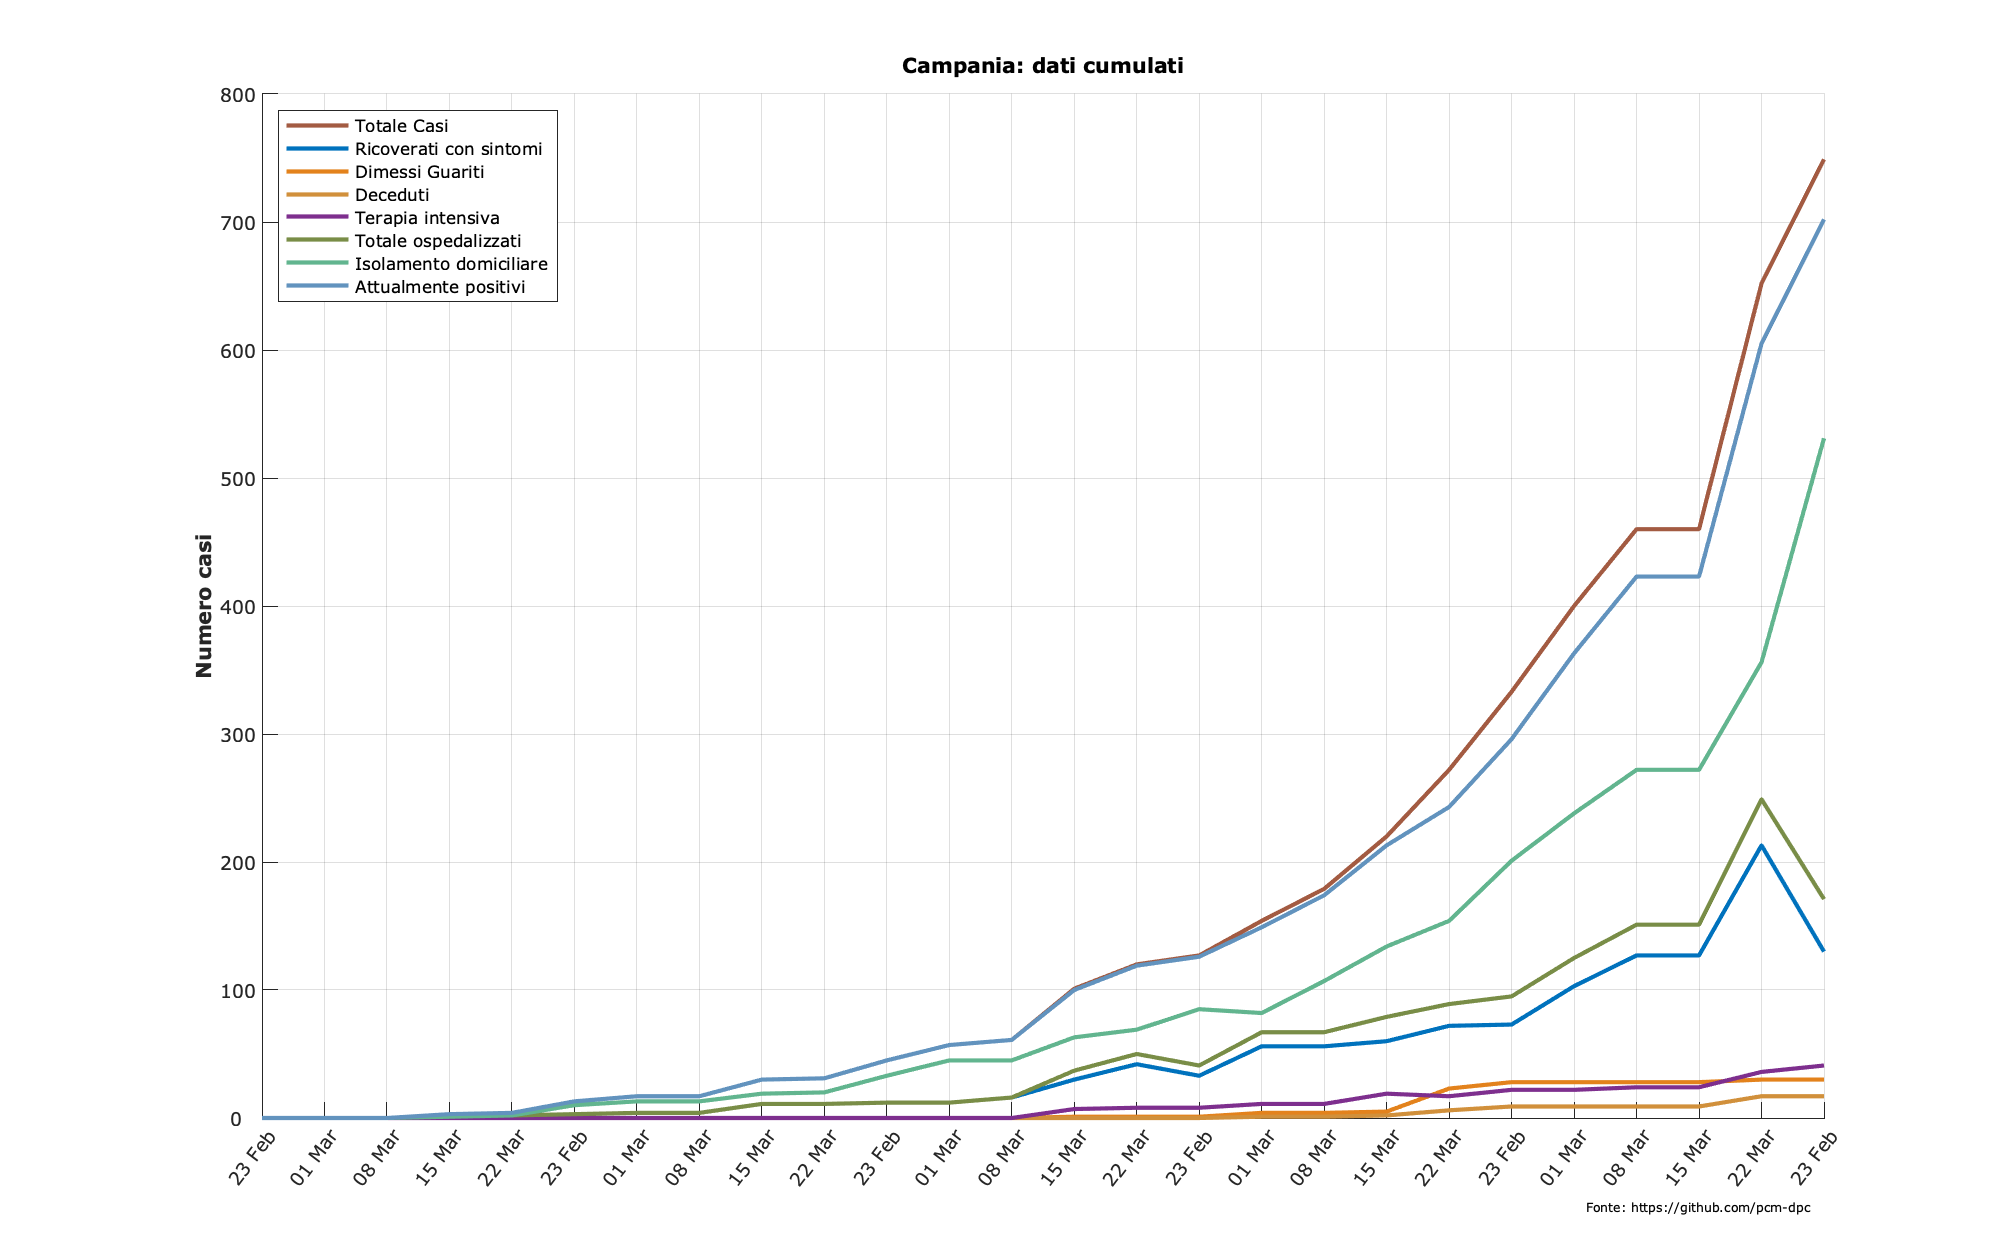 Campania: dati cumulati
800
700
600
500
400
300
200
100
0
Numero casi
Totale Casi
Ricoverati con sintomi
Dimessi Guariti
Deceduti
Terapia intensiva
Totale ospedalizzati
Isolamento domiciliare
Attualmente positivi
23 Feb
01 Mar
08 Mar
15 Mar
22 Mar
23 Feb
01 Mar
08 Mar
15 Mar
22 Mar
23 Feb
01 Mar
08 Mar
15 Mar
22 Mar
23 Feb
01 Mar
08 Mar
15 Mar
22 Mar
23 Feb
01 Mar
08 Mar
15 Mar
22 Mar
23 Feb
Fonte: https://github.com/pcm-dpc